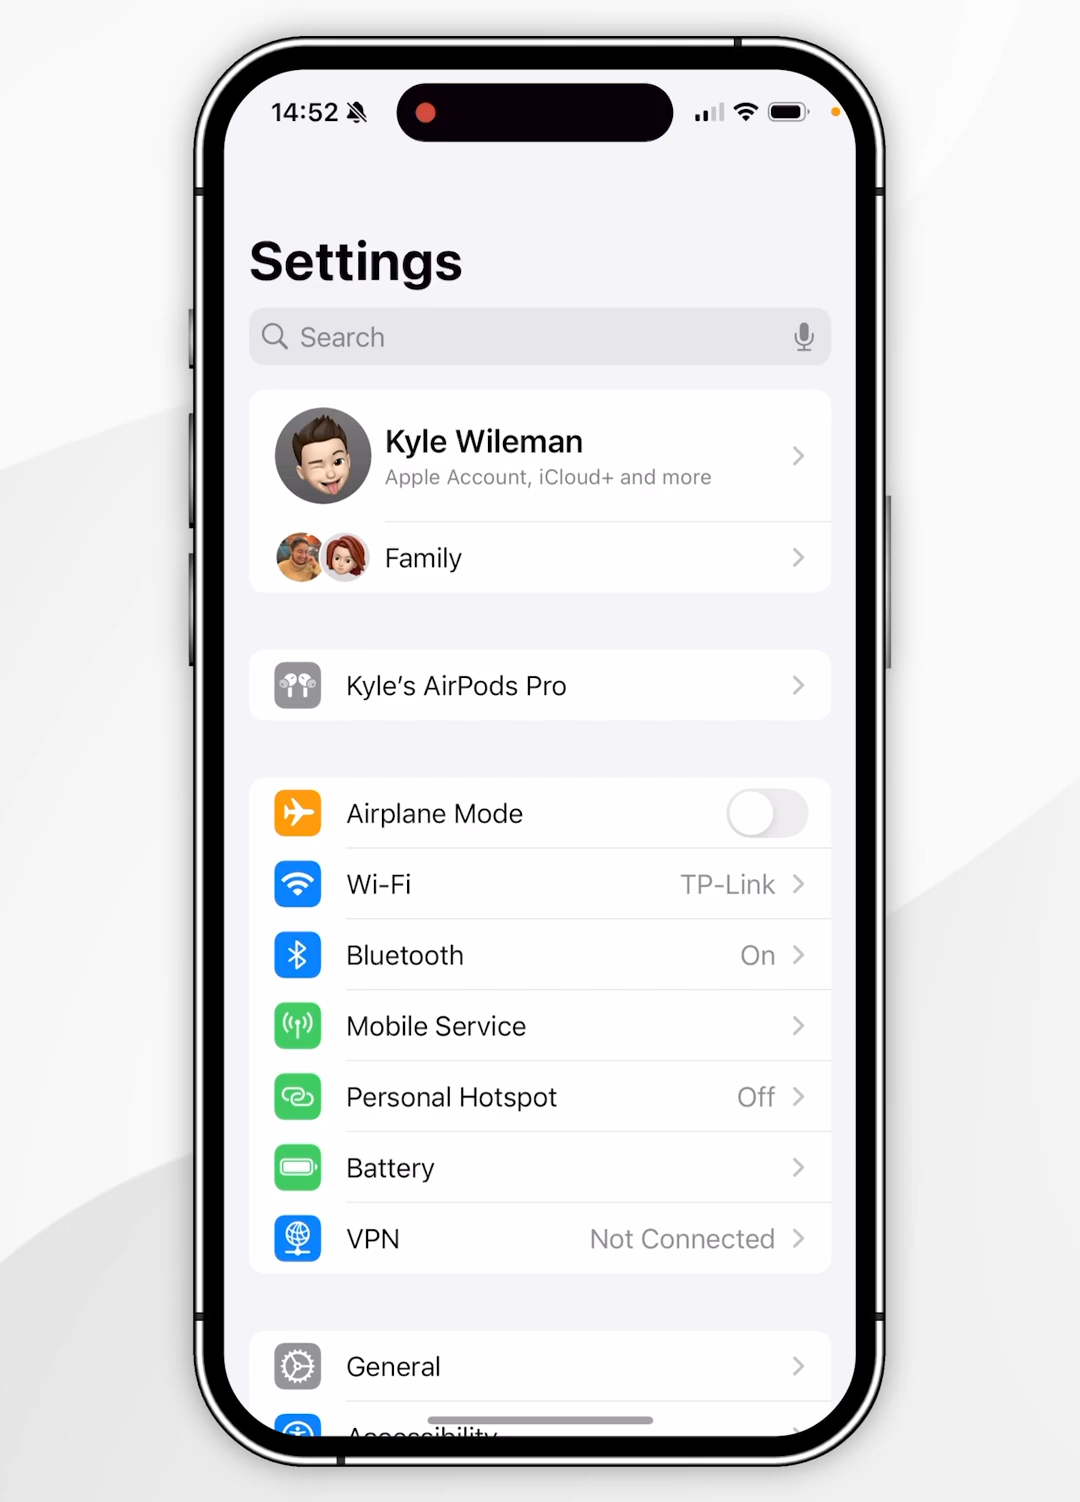 14:52
Settings
Search
Kyle Wileman
Apple Account, iCloud+ and more
Family
Kyle's AirPods Pro
Airplane Mode
Wi-Fi TP-Link
Bluetooth On
Mobile Service
Personal Hotspot Off
Battery
VPN Not Connected
General
Accessibility